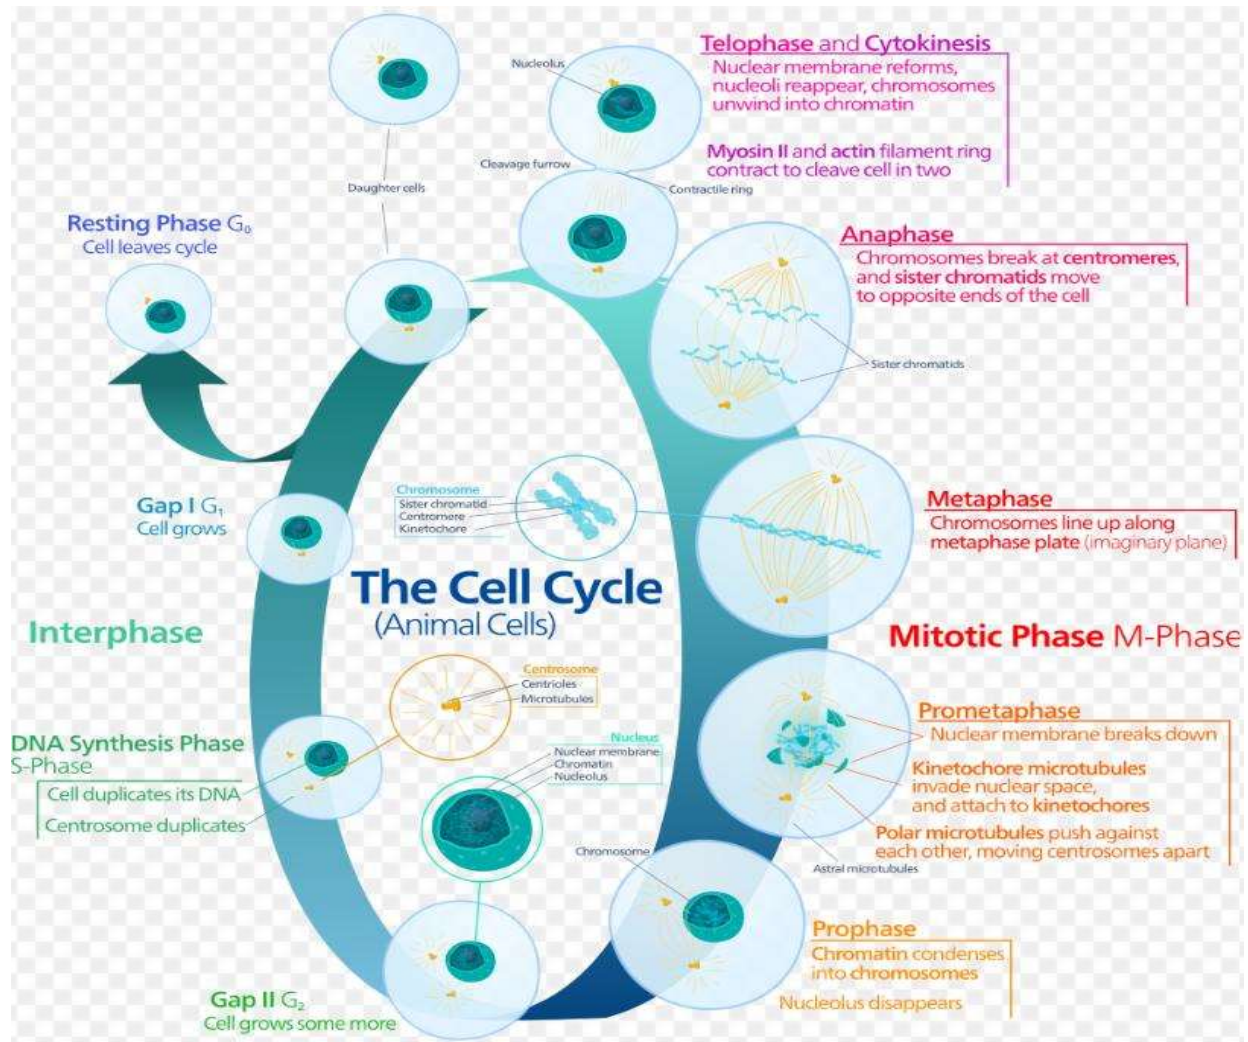 Telophase and Cytokinesis
Nuclear membrane reforms,
nucleoli reappear, chromosomes
unwind into chromatin
Myosin II and actin filament ring
contract to cleave cell in two
Nucleolus
Cleavage furrow
Contractile ring
Daughter cells
Resting Phase G₀
Cell leaves cycle
Anaphase
Chromosomes break at centromeres,
and sister chromatids move
to opposite ends of the cell
Sister chromatids
Gap I G₁
Cell grows
Chromosome
Sister chromatid
Centromere
Kinetochore
Metaphase
Chromosomes line up along
metaphase plate (imaginary plane)
The Cell Cycle
(Animal Cells)
Interphase
Mitotic Phase M-Phase
Centrosome
Centrioles
Microtubules
Prometaphase
Nuclear membrane breaks down
Kinetochore microtubules
invade nuclear space,
and attach to kinetochores
Polar microtubules push against
each other, moving centrosomes apart
Astral microtubules
DNA Synthesis Phase
S-Phase
Cell duplicates its DNA
Centrosome duplicates
Nucleus
Nuclear membrane
Chromatin
Nucleolus
Chromosome
Prophase
Chromatin condenses
into chromosomes
Nucleolus disappears
Gap II G₂
Cell grows some more